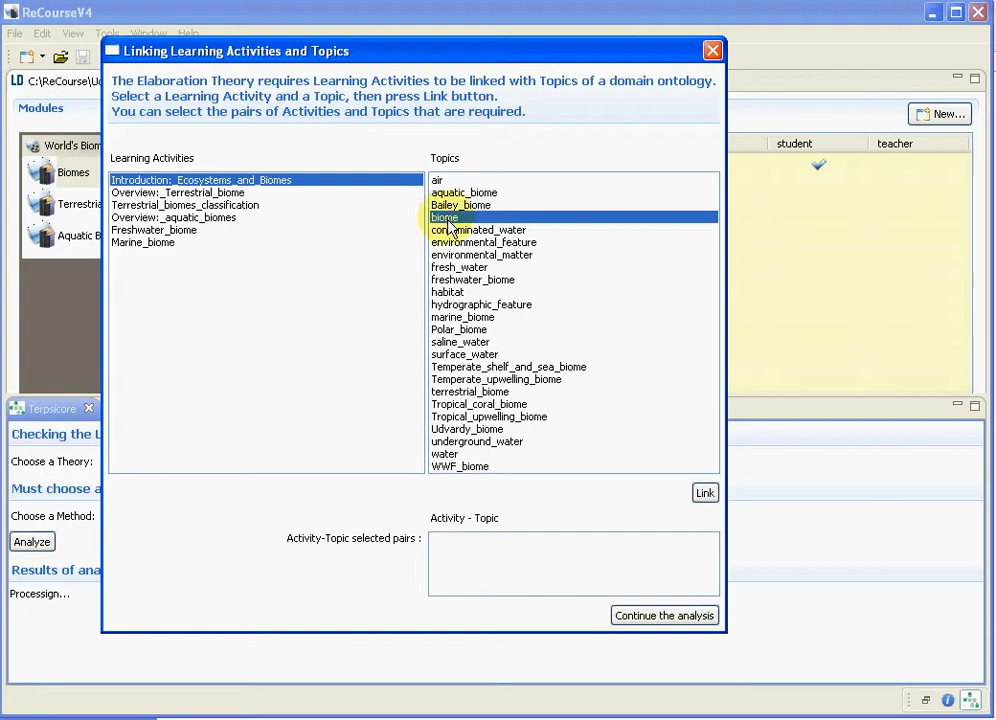 ReCourseV4
File Edit View Tools Window Help
LD C:\ReCourse\
Modules
New...
World's Biom
Biomes
Terrestri
Aquatic B
student teacher
Linking Learning Activities and Topics
The Elaboration Theory requires Learning Activities to be linked with Topics of a domain ontology.
Select a Learning Activity and a Topic, then press Link button.
You can select the pairs of Activities and Topics that are required.
Learning Activities
Introduction:_Ecosystems_and_Biomes
Overview:_Terrestrial_biome
Terrestrial_biomes_classification
Overview:_aquatic_biomes
Freshwater_biome
Marine_biome
Topics
air
aquatic_biome
Bailey_biome
biome
contaminated_water
environmental_feature
environmental_matter
fresh_water
freshwater_biome
habitat
hydrographic_feature
marine_biome
Polar_biome
saline_water
surface_water
Temperate_shelf_and_sea_biome
Temperate_upwelling_biome
terrestrial_biome
Tropical_coral_biome
Tropical_upwelling_biome
Udvardy_biome
underground_water
water
WWF_biome
Link
Activity - Topic
Activity-Topic selected pairs :
Continue the analysis
Terpsicore
Checking the L
Choose a Theory:
Must choose a
Choose a Method:
Analyze
Results of ana
Processign...